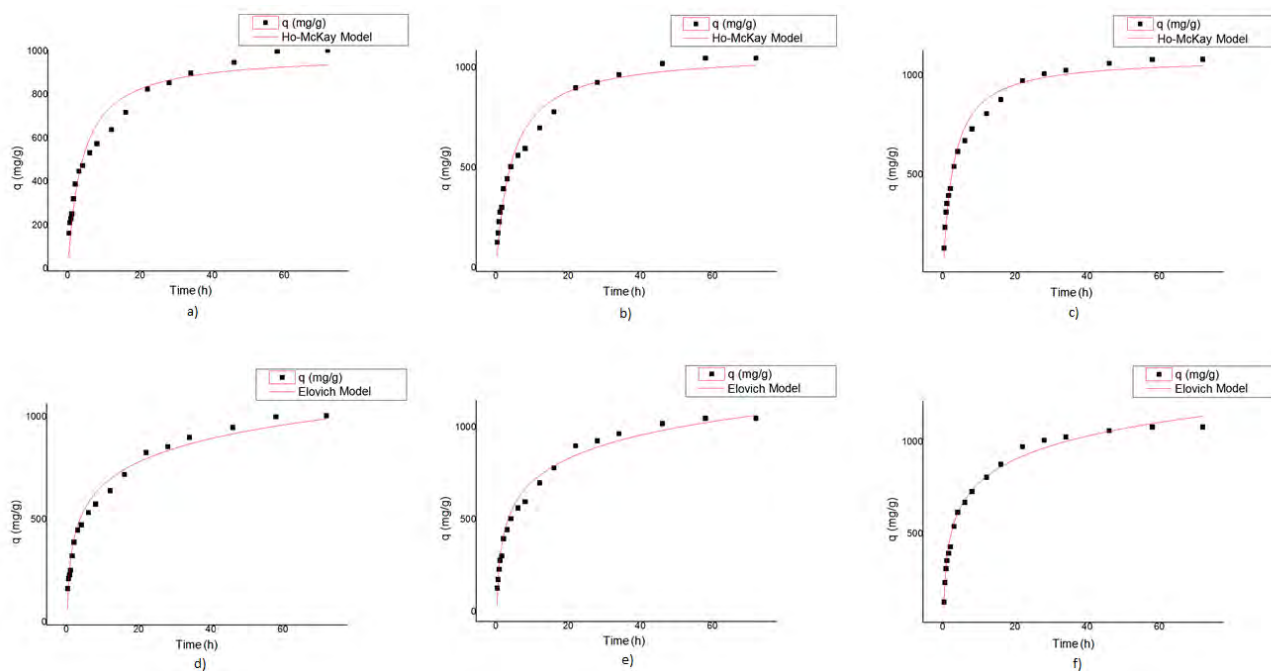 q (mg/g)
Ho-McKay Model
1000
800
600
400
200
0
q (mg/g)
0
20
40
60
Time (h)
a)
q (mg/g)
Ho-McKay Model
1000
500
0
q (mg/g)
0
20
40
60
Time (h)
b)
q (mg/g)
Ho-McKay Model
1000
500
q (mg/g)
0
20
40
60
Time (h)
c)
q (mg/g)
Elovich Model
1000
500
0
q (mg/g)
0
20
40
60
Time (h)
d)
q (mg/g)
Elovich Model
1000
500
0
q (mg/g)
0
20
40
60
Time (h)
e)
q (mg/g)
Elovich Model
1000
500
q (mg/g)
0
20
40
60
Time (h)
f)